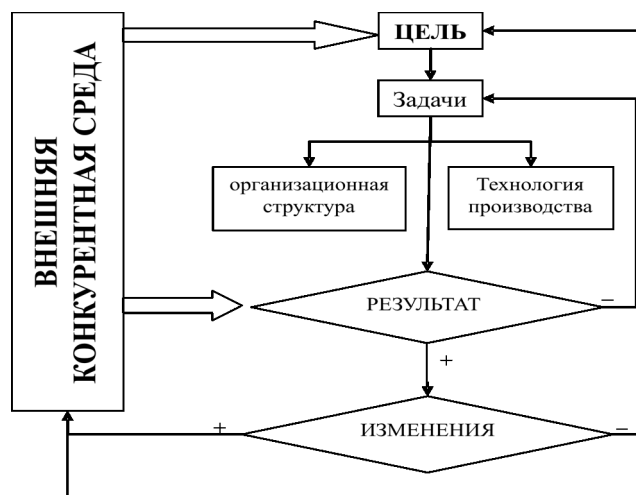 ВНЕШНЯЯ
КОНКУРЕНТНАЯ СРЕДА
ЦЕЛЬ
Задачи
организационная
структура
Технология
производства
РЕЗУЛЬТАТ
–
+
ИЗМЕНЕНИЯ
+
–